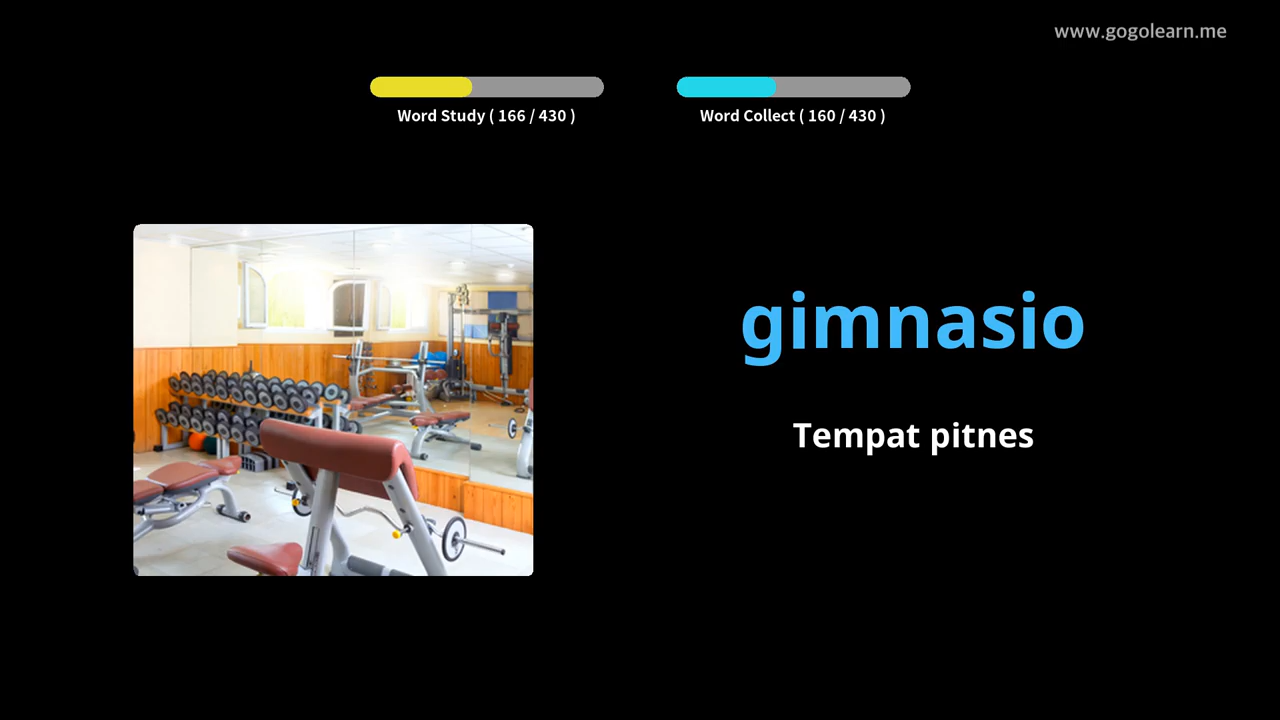 www.gogolearn.me
Word Study ( 166 / 430 )
Word Collect ( 160 / 430 )
gimnasio
Tempat pitnes